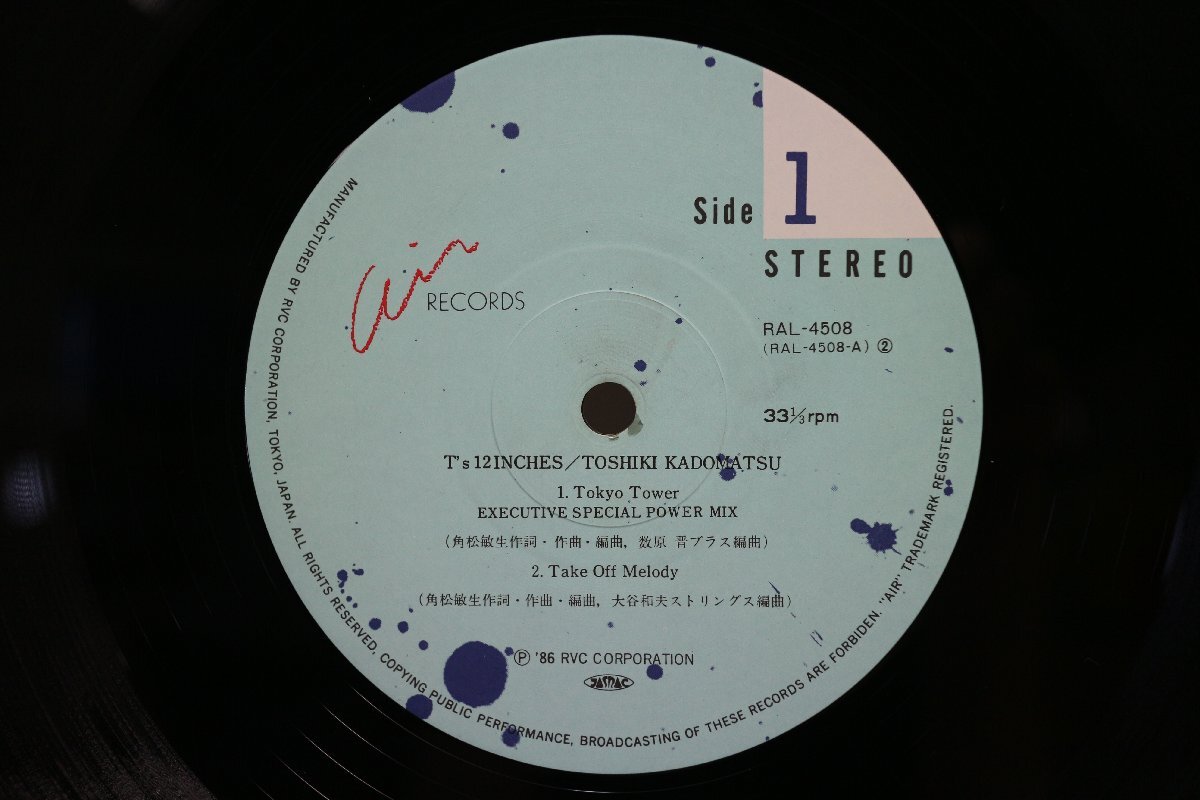 Side 1
STEREO
Air RECORDS
RAL-4508
(RAL-4508-A) ②
33⅓rpm
T's 12INCHES/TOSHIKI KADOMATSU
1. Tokyo Tower
EXECUTIVE SPECIAL POWER MIX
(角松敏生作詞・作曲・編曲, 数原 晋ブラス編曲)
2. Take Off Melody
(角松敏生作詞・作曲・編曲, 大谷和夫ストリングス編曲)
Ⓟ '86 RVC CORPORATION
JASRAC
MANUFACTURED BY RVC CORPORATION, TOKYO, JAPAN. ALL RIGHTS RESERVED, COPYING PUBLIC PERFORMANCE, BROADCASTING OF THESE RECORDS ARE FORBIDEN. "AIR" TRADEMARK REGISTERED.